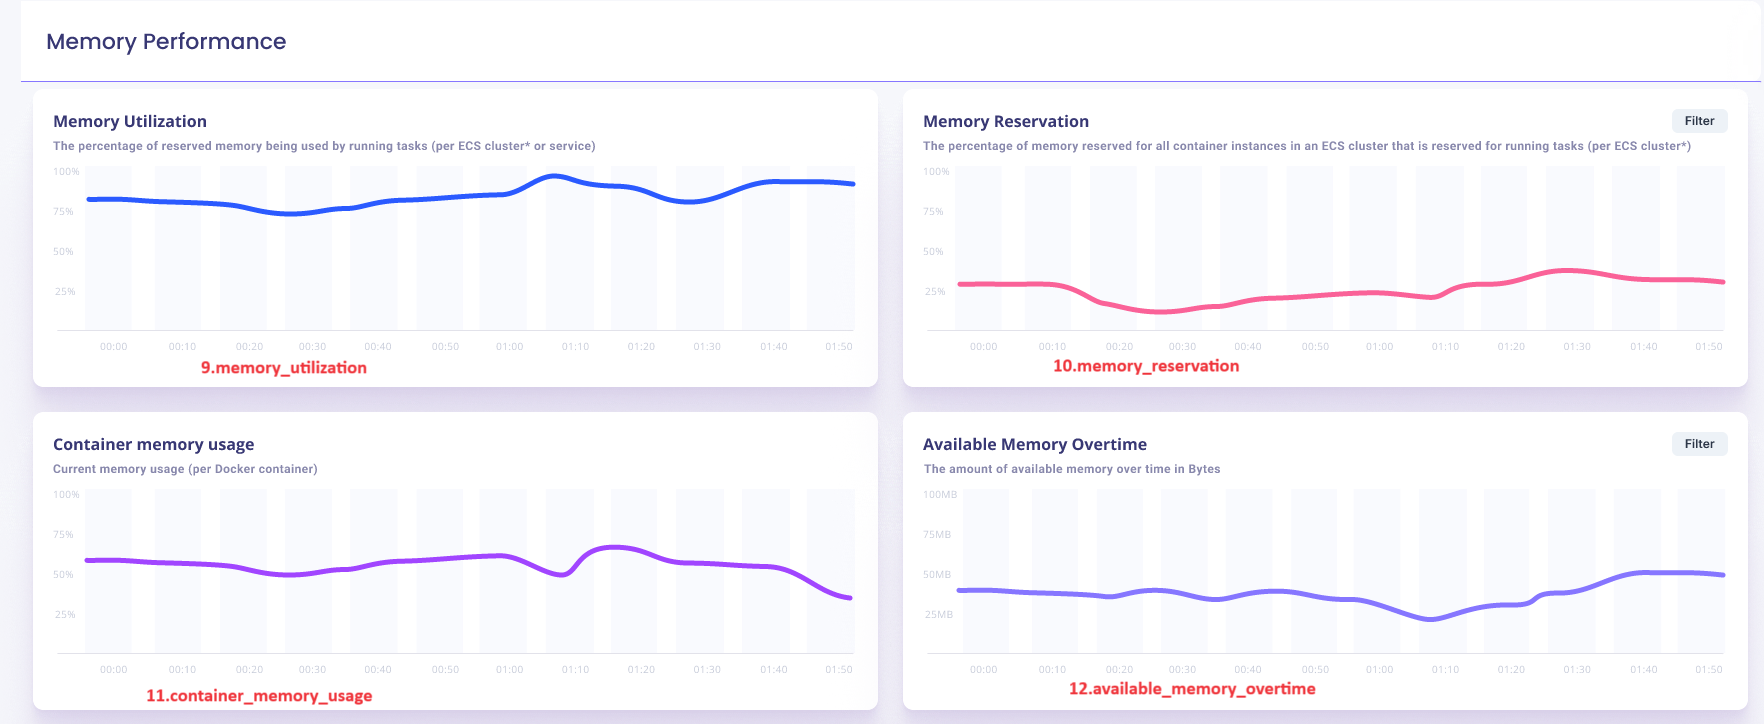 Memory Performance
Memory Utilization
The percentage of reserved memory being used by running tasks (per ECS cluster* or service)
100%
75%
50%
25%
00:00 00:10 00:20 00:30 00:40 00:50 01:00 01:10 01:20 01:30 01:40 01:50
9.memory_utilization
Memory Reservation
Filter
The percentage of memory reserved for all container instances in an ECS cluster that is reserved for running tasks (per ECS cluster*)
100%
75%
50%
25%
00:00 00:10 00:20 00:30 00:40 00:50 01:00 01:10 01:20 01:30 01:40 01:50
10.memory_reservation
Container memory usage
Current memory usage (per Docker container)
100%
75%
50%
25%
00:00 00:10 00:20 00:30 00:40 00:50 01:00 01:10 01:20 01:30 01:40 01:50
11.container_memory_usage
Available Memory Overtime
Filter
The amount of available memory over time in Bytes
100MB
75MB
50MB
25MB
00:00 00:10 00:20 00:30 00:40 00:50 01:00 01:10 01:20 01:30 01:40 01:50
12.available_memory_overtime